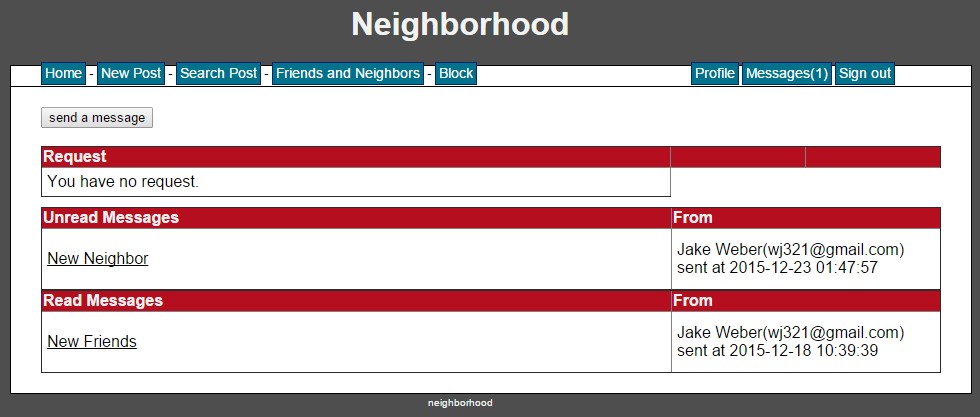 Neighborhood
Home - New Post - Search Post - Friends and Neighbors - Block Profile Messages(1) Sign out
send a message
Request
You have no request.
Unread Messages From
New Neighbor
Jake Weber(wj321@gmail.com)
sent at 2015-12-23 01:47:57
Read Messages From
New Friends
Jake Weber(wj321@gmail.com)
sent at 2015-12-18 10:39:39
neighborhood